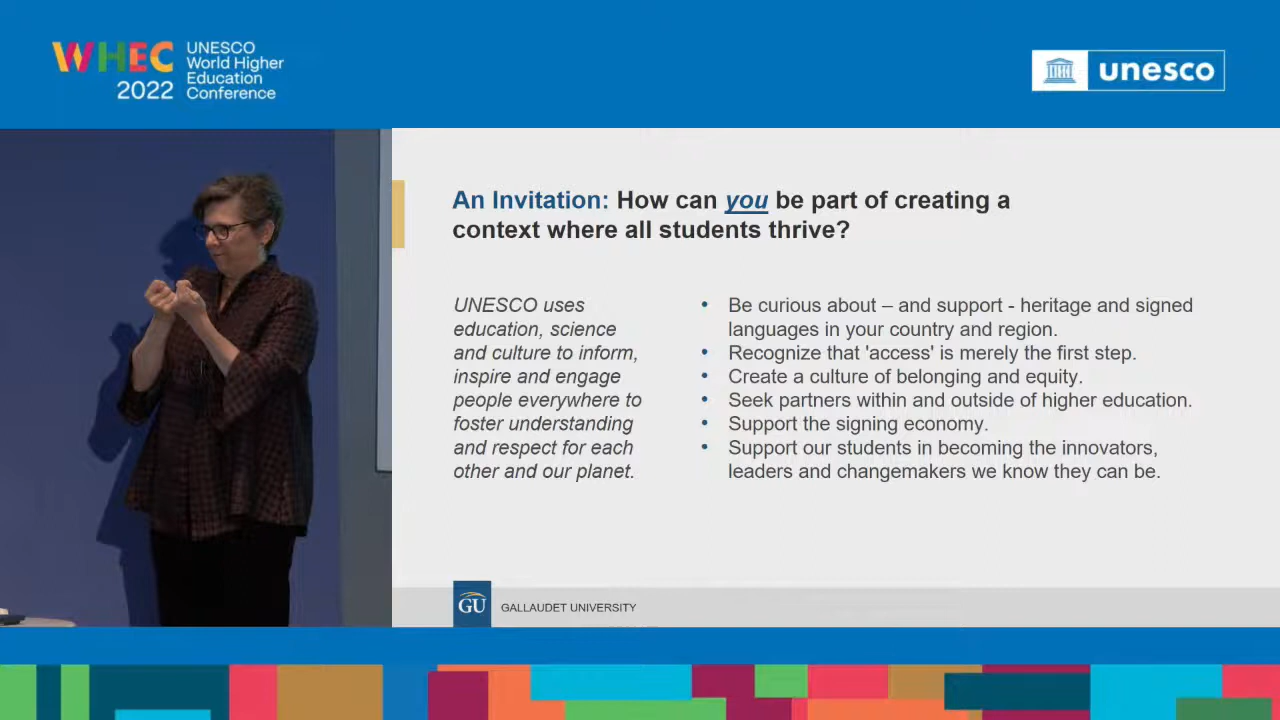 WHEC
2022
UNESCO
World Higher
Education
Conference
unesco
An Invitation: How can you be part of creating a
context where all students thrive?
UNESCO uses
education, science
and culture to inform,
inspire and engage
people everywhere to
foster understanding
and respect for each
other and our planet.
• Be curious about – and support - heritage and signed
languages in your country and region.
• Recognize that 'access' is merely the first step.
• Create a culture of belonging and equity.
• Seek partners within and outside of higher education.
• Support the signing economy.
• Support our students in becoming the innovators,
leaders and changemakers we know they can be.
GU
GALLAUDET UNIVERSITY